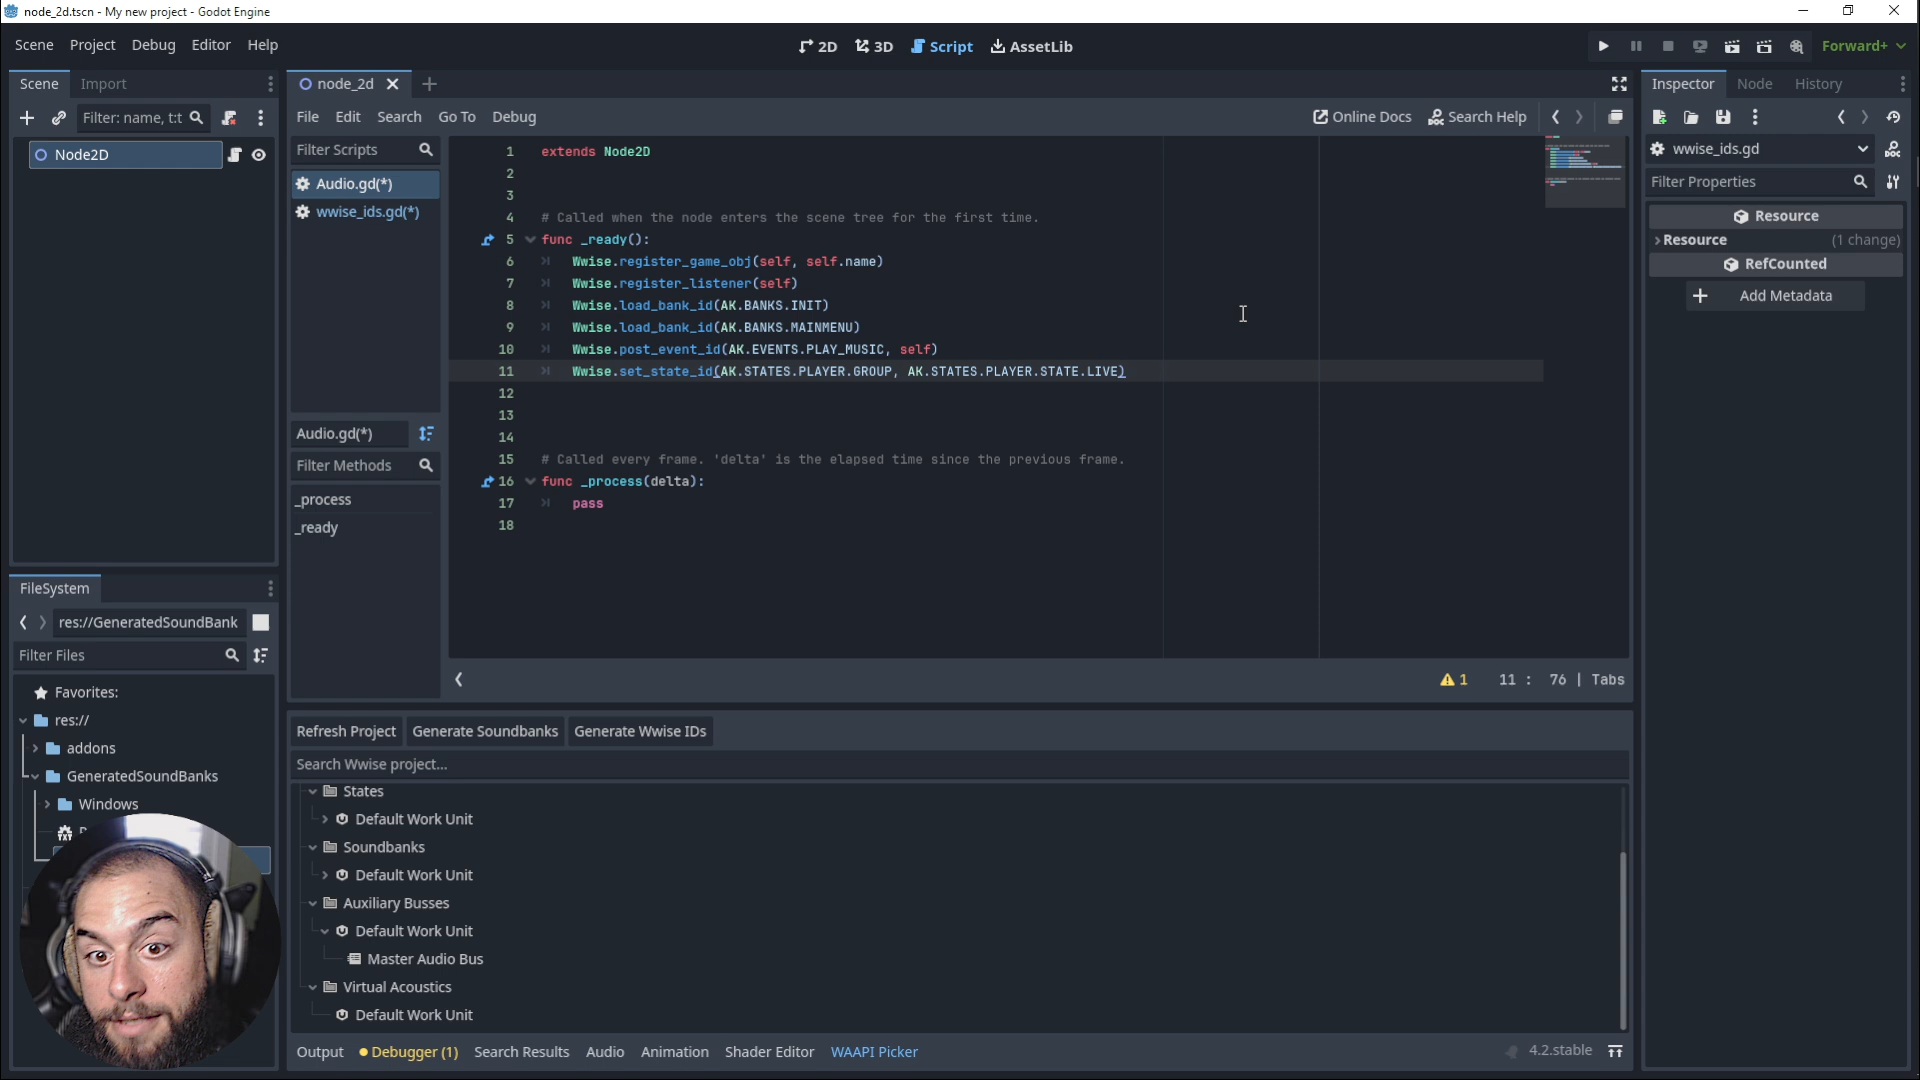 node_2d.tscn - My new project - Godot Engine
Scene Project Debug Editor Help
2D 3D Script AssetLib
Forward+
Scene Import
Filter: name, t:t
Node2D
node_2d
File Edit Search Go To Debug
Online Docs Search Help
Filter Scripts
Audio.gd(*)
wwise_ids.gd(*)
Audio.gd(*)
Filter Methods
_process
_ready
1 extends Node2D
2
3
4 # Called when the node enters the scene tree for the first time.
5 func _ready():
6 Wwise.register_game_obj(self, self.name)
7 Wwise.register_listener(self)
8 Wwise.load_bank_id(AK.BANKS.INIT)
9 Wwise.load_bank_id(AK.BANKS.MAINMENU)
10 Wwise.post_event_id(AK.EVENTS.PLAY_MUSIC, self)
11 Wwise.set_state_id(AK.STATES.PLAYER.GROUP, AK.STATES.PLAYER.STATE.LIVE)
12
13
14
15 # Called every frame. 'delta' is the elapsed time since the previous frame.
16 func _process(delta):
17 pass
18
1 11 : 76 | Tabs
Inspector Node History
wwise_ids.gd
Filter Properties
Resource
Resource (1 change)
RefCounted
Add Metadata
FileSystem
res://GeneratedSoundBank
Filter Files
Favorites:
res://
addons
GeneratedSoundBanks
Windows
Refresh Project Generate Soundbanks Generate Wwise IDs
Search Wwise project...
States
Default Work Unit
Soundbanks
Default Work Unit
Auxiliary Busses
Default Work Unit
Master Audio Bus
Virtual Acoustics
Default Work Unit
Output Debugger (1) Search Results Audio Animation Shader Editor WAAPI Picker
4.2.stable